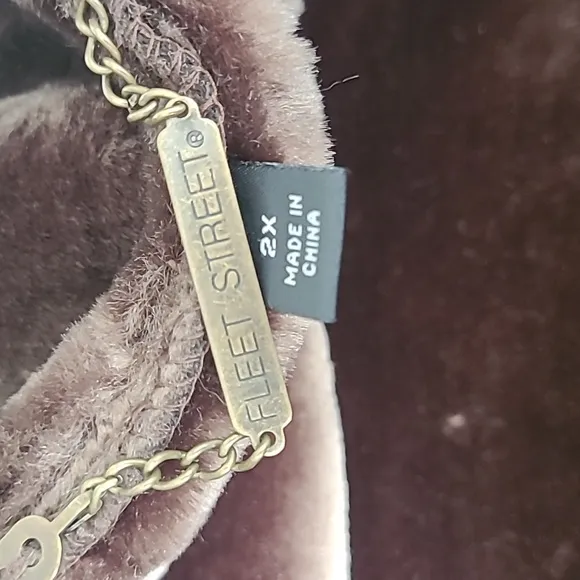 FLEET STREET®
2X
MADE IN
CHINA